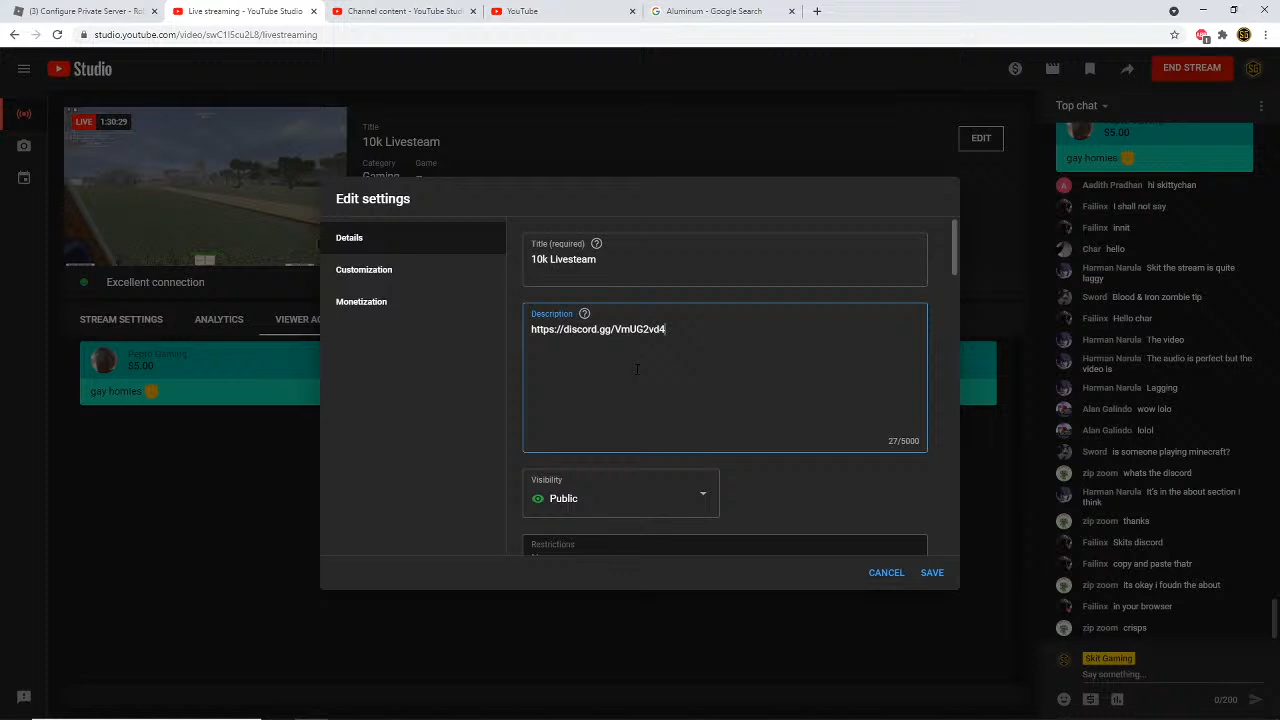 (3) Configure Private Server - Rob
Live streaming - YouTube Studio
Channel content - YouTube Studi
YouTube
Aluminum - Google Search
studio.youtube.com/video/swC1I5cu2L8/livestreaming
1
SG
Studio
END STREAM
SG
LIVE
1:30:29
Title
10k Livesteam
Category
Game
Gaming
EDIT
Excellent connection
STREAM SETTINGS
ANALYTICS
VIEWER AC
Pepro Gaming
$5.00
gay homies
Edit settings
Details
Customization
Monetization
Title (required)
10k Livesteam
Description
https://discord.gg/VmUG2vd4
27/5000
Visibility
Public
Restrictions
CANCEL
SAVE
Top chat
$5.00
gay homies
Aadith Pradhan hi skittychan
Failinx I shall not say
Failinx innit
Char hello
Harman Narula Skit the stream is quite
laggy
Sword Blood & Iron zombie tip
Failinx Hello char
Harman Narula The video
Harman Narula The audio is perfect but the
video is
Harman Narula Lagging
Alan Galindo wow lolo
Alan Galindo lolol
Sword is someone playing minecraft?
zip zoom whats the discord
Harman Narula It's in the about section I
think
zip zoom thanks
Failinx Skits discord
Failinx copy and paste thatr
zip zoom its okay i foudn the about
Failinx in your browser
zip zoom crisps
Skit Gaming
Say something...
0/200